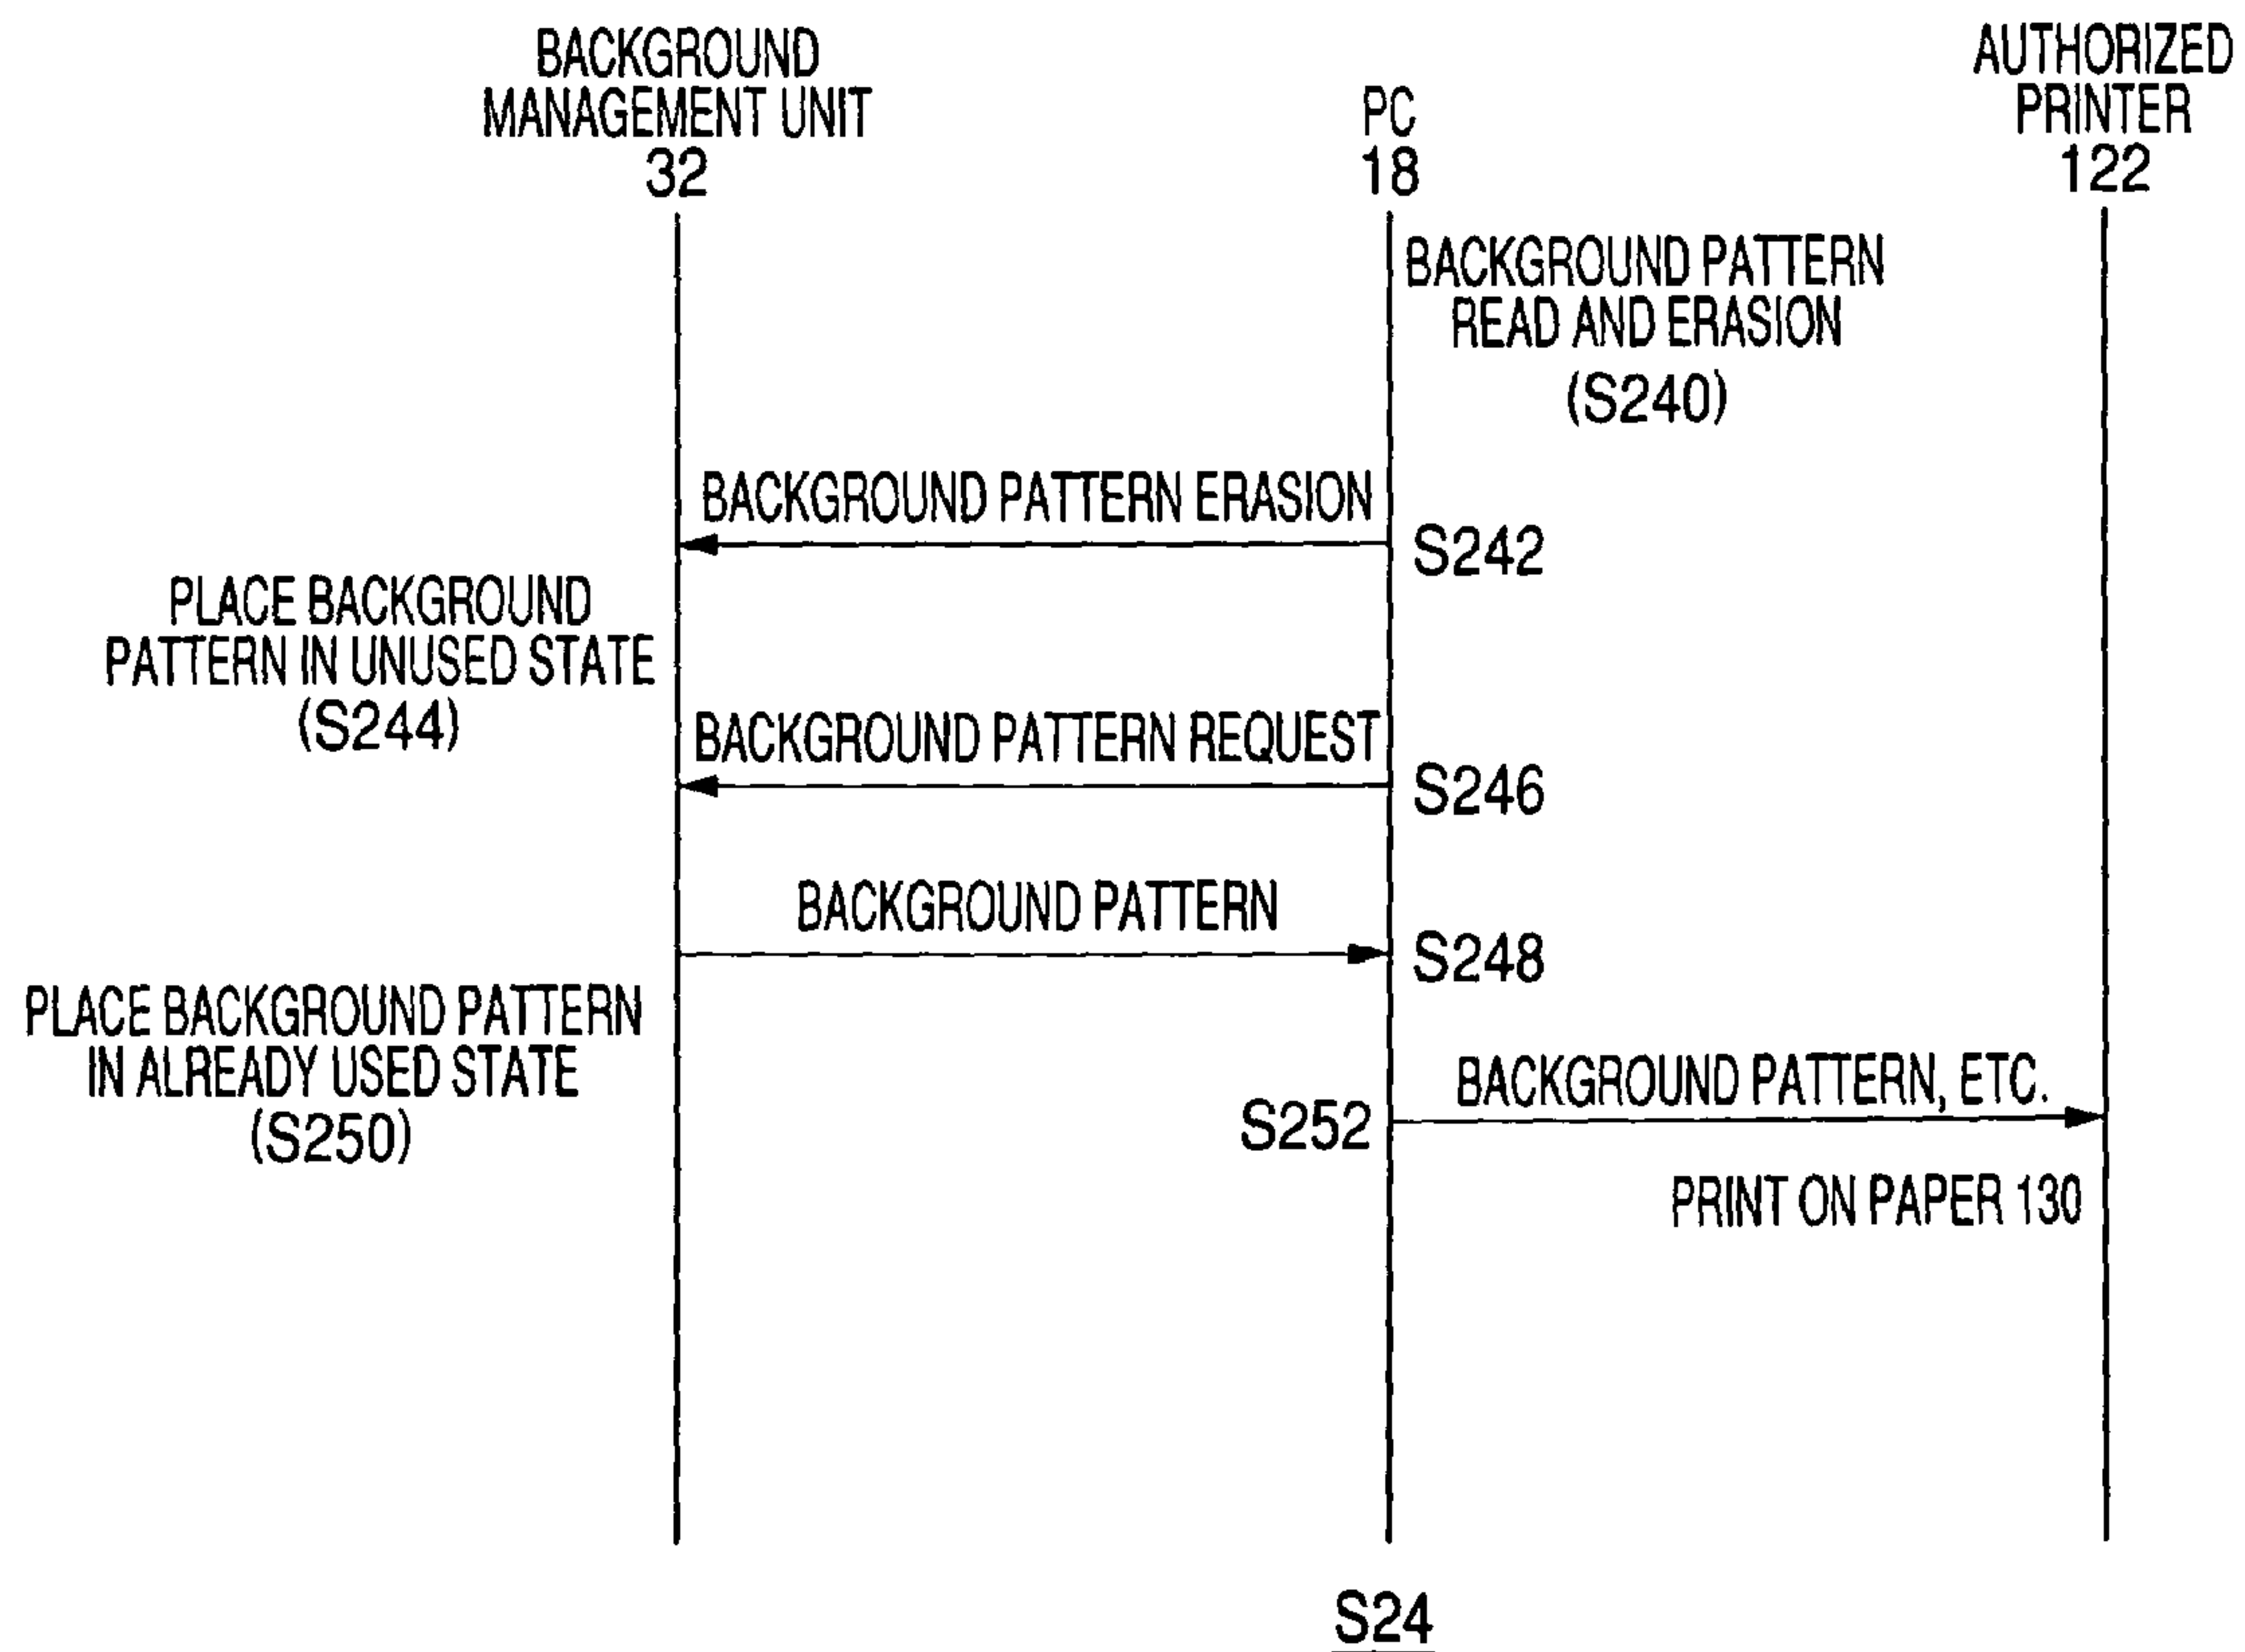 BACKGROUND
MANAGEMENT UNIT
32
PC
18
AUTHORIZED
PRINTER
122
BACKGROUND PATTERN
READ AND ERASION
(S240)
BACKGROUND PATTERN ERASION
S242
PLACE BACKGROUND
PATTERN IN UNUSED STATE
(S244)
BACKGROUND PATTERN REQUEST
S246
BACKGROUND PATTERN
S248
PLACE BACKGROUND PATTERN
IN ALREADY USED STATE
(S250)
BACKGROUND PATTERN, ETC.
S252
PRINT ON PAPER 130
S24